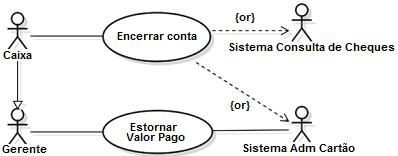 {or}
Encerrar conta
Sistema Consulta de Cheques
Caixa
{or}
Estornar
Valor Pago
Gerente
Sistema Adm Cartão